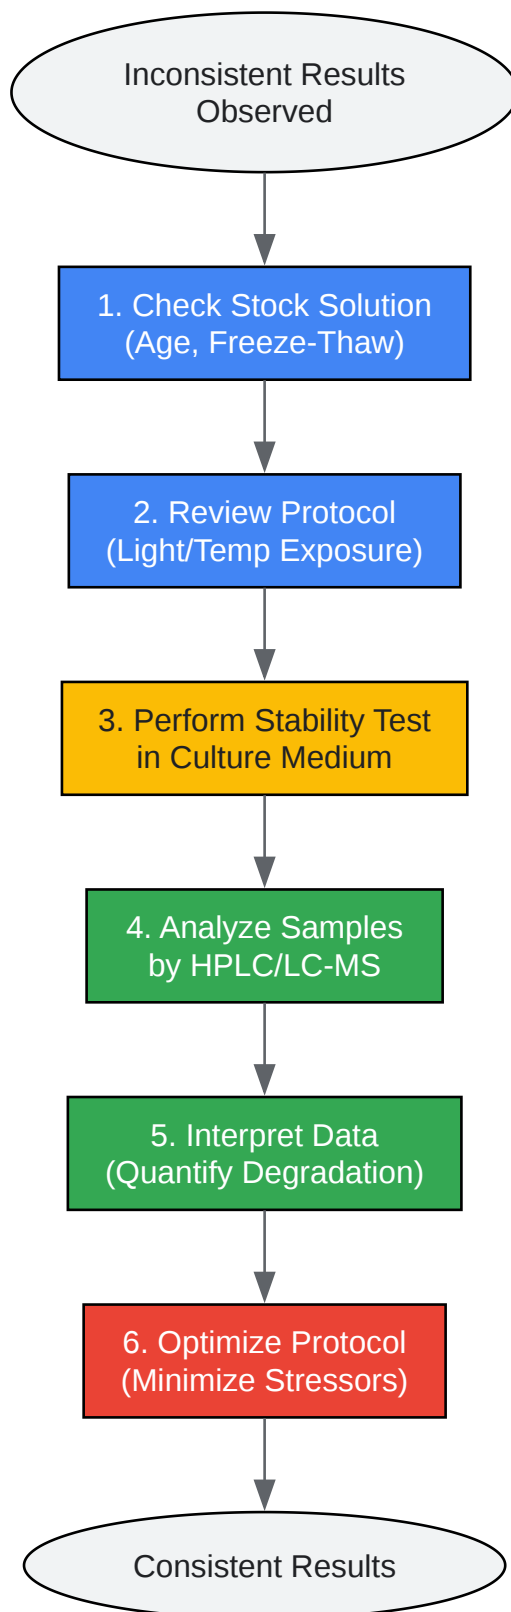 Inconsistent Results
Observed
1. Check Stock Solution
(Age, Freeze-Thaw)
2. Review Protocol
(Light/Temp Exposure)
3. Perform Stability Test
in Culture Medium
4. Analyze Samples
by HPLC/LC-MS
5. Interpret Data
(Quantify Degradation)
6. Optimize Protocol
(Minimize Stressors)
Consistent Results